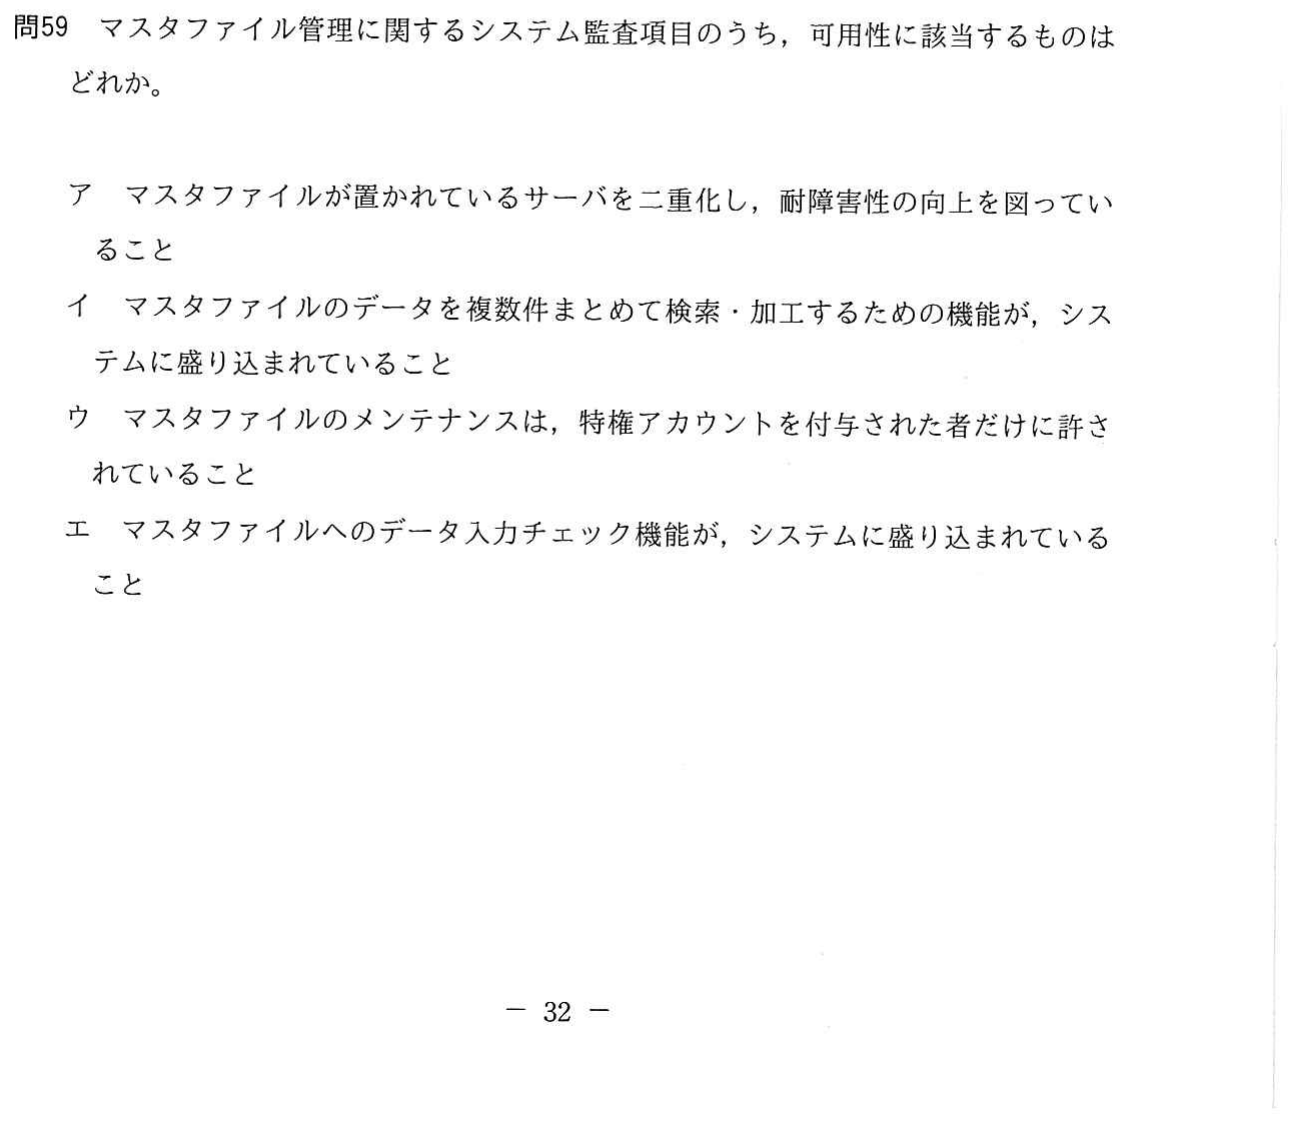 問59　マスタファイル管理に関するシステム監査項目のうち，可用性に該当するものは
どれか。
ア　マスタファイルが置かれているサーバを二重化し，耐障害性の向上を図ってい
ること
イ　マスタファイルのデータを複数件まとめて検索・加工するための機能が，シス
テムに盛り込まれていること
ウ　マスタファイルのメンテナンスは，特権アカウントを付与された者だけに許さ
れていること
エ　マスタファイルへのデータ入力チェック機能が，システムに盛り込まれている
こと
－ 32 －